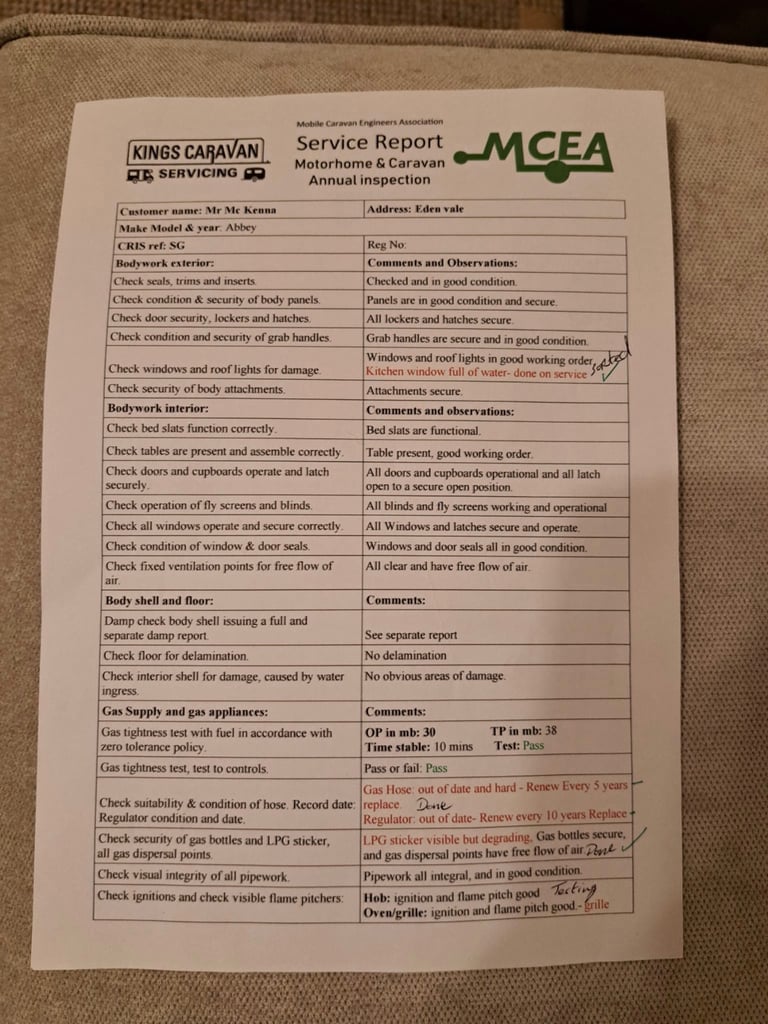 Mobile Caravan Engineers Association
KINGS CARAVAN
SERVICING
Service Report
Motorhome & Caravan
Annual inspection
MCEA
Customer name: Mr Mc Kenna Address: Eden vale
Make Model & year: Abbey
CRIS ref: SG Reg No:
Bodywork exterior: Comments and Observations:
Check seals, trims and inserts. Checked and in good condition.
Check condition & security of body panels. Panels are in good condition and secure.
Check door security, lockers and hatches. All lockers and hatches secure.
Check condition and security of grab handles. Grab handles are secure and in good condition.
Check windows and roof lights for damage. Windows and roof lights in good working order,
Kitchen window full of water- done on service sorted ✓
Check security of body attachments. Attachments secure.
Bodywork interior: Comments and observations:
Check bed slats function correctly. Bed slats are functional.
Check tables are present and assemble correctly. Table present, good working order.
Check doors and cupboards operate and latch
securely. All doors and cupboards operational and all latch
open to a secure open position.
Check operation of fly screens and blinds. All blinds and fly screens working and operational
Check all windows operate and secure correctly. All Windows and latches secure and operate.
Check condition of window & door seals. Windows and door seals all in good condition.
Check fixed ventilation points for free flow of
air. All clear and have free flow of air.
Body shell and floor: Comments:
Damp check body shell issuing a full and
separate damp report. See separate report
Check floor for delamination. No delamination
Check interior shell for damage, caused by water
ingress. No obvious areas of damage.
Gas Supply and gas appliances: Comments:
Gas tightness test with fuel in accordance with
zero tolerance policy. OP in mb: 30 TP in mb: 38
Time stable: 10 mins Test: Pass
Gas tightness test, test to controls. Pass or fail: Pass
Check suitability & condition of hose. Record date:
Regulator condition and date. Gas Hose: out of date and hard - Renew Every 5 years
replace. Done
Regulator: out of date- Renew every 10 years Replace
Check security of gas bottles and LPG sticker,
all gas dispersal points. LPG sticker visible but degrading, Gas bottles secure,
and gas dispersal points have free flow of air. Done ✓
Check visual integrity of all pipework. Pipework all integral, and in good condition.
Check ignitions and check visible flame pitchers: Hob: ignition and flame pitch good Testing
Oven/grille: ignition and flame pitch good.- grille